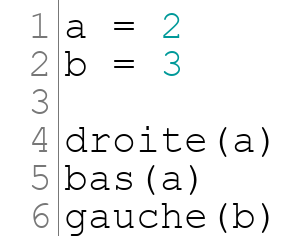 1 a = 2
2 b = 3
3
4 droite(a)
5 bas(a)
6 gauche(b)